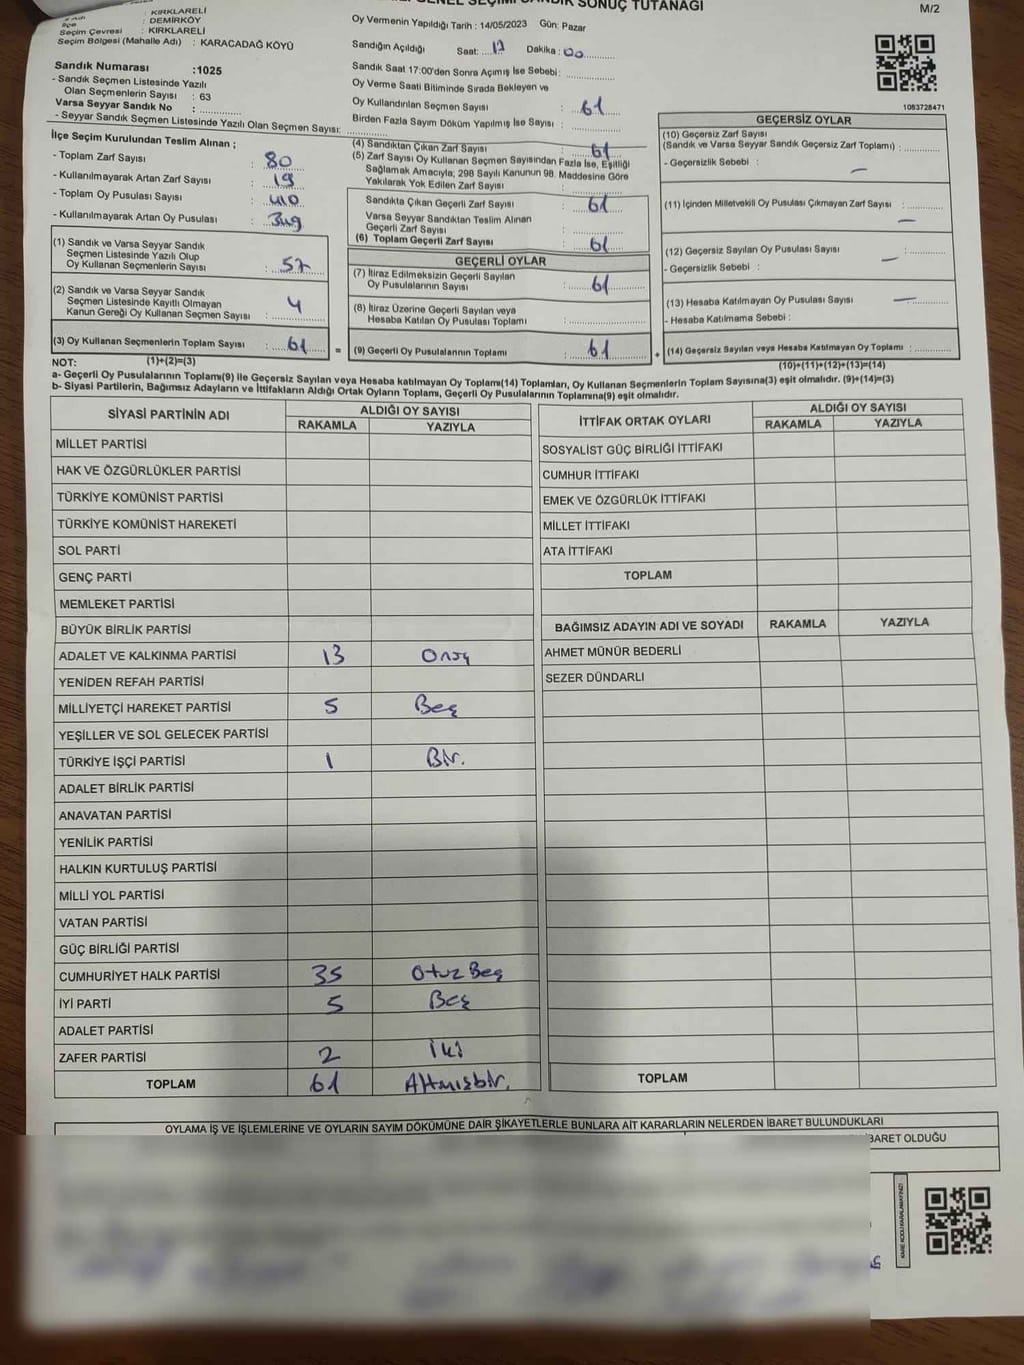 GENEL SEÇİMİ SANDIK SONUÇ TUTANAĞI
M/2
: KIRKLARELİ
İlçe : DEMİRKÖY
Seçim Çevresi : KIRKLARELİ
Seçim Bölgesi (Mahalle Adı) : KARACADAĞ KÖYÜ
Sandık Numarası :1025
- Sandık Seçmen Listesinde Yazılı
Olan Seçmenlerin Sayısı : 63
Varsa Seyyar Sandık No :
- Seyyar Sandık Seçmen Listesinde Yazılı Olan Seçmen Sayısı:
Oy Vermenin Yapıldığı Tarih : 14/05/2023 Gün: Pazar
Sandığın Açıldığı Saat: 17 Dakika : 00
Sandık Saat 17:00'den Sonra Açımış İse Sebebi:
Oy Verme Saati Bitiminde Sırada Bekleyen ve
Oy Kullandırılan Seçmen Sayısı : 61
Birden Fazla Sayım Döküm Yapılmış İse Sayısı :
1083728471
İlçe Seçim Kurulundan Teslim Alınan ;
- Toplam Zarf Sayısı : 80
- Kullanılmayarak Artan Zarf Sayısı : 19
- Toplam Oy Pusulası Sayısı : 410
- Kullanılmayarak Artan Oy Pusulası : 349
(1) Sandık ve Varsa Seyyar Sandık
Seçmen Listesinde Yazılı Olup
Oy Kullanan Seçmenlerin Sayısı : 57
(2) Sandık ve Varsa Seyyar Sandık
Seçmen Listesinde Kayıtlı Olmayan
Kanun Gereği Oy Kullanan Seçmen Sayısı : 4
(3) Oy Kullanan Seçmenlerin Toplam Sayısı : 61
(1)+(2)=(3)
(4) Sandıktan Çıkan Zarf Sayısı : 61
(5) Zarf Sayısı Oy Kullanan Seçmen Sayısından Fazla İse, Eşitliği
Sağlamak Amacıyla; 298 Sayılı Kanunun 98. Maddesine Göre
Yakılarak Yok Edilen Zarf Sayısı :
Sandıkta Çıkan Geçerli Zarf Sayısı : 61
Varsa Seyyar Sandıktan Teslim Alınan
Geçerli Zarf Sayısı :
(6) Toplam Geçerli Zarf Sayısı : 61
GEÇERLİ OYLAR
(7) İtiraz Edilmeksizin Geçerli Sayılan
Oy Pusulalarının Sayısı : 61
(8) İtiraz Üzerine Geçerli Sayılan veya
Hesaba Katılan Oy Pusulası Toplamı :
= (9) Geçerli Oy Pusulalarının Toplamı : 61
GEÇERSİZ OYLAR
(10) Geçersiz Zarf Sayısı
(Sandık ve Varsa Seyyar Sandık Geçersiz Zarf Toplamı) :
- Geçersizlik Sebebi : —
(11) İçinden Milletvekili Oy Pusulası Çıkmayan Zarf Sayısı : —
(12) Geçersiz Sayılan Oy Pusulası Sayısı : —
- Geçersizlik Sebebi :
(13) Hesaba Katılmayan Oy Pusulası Sayısı : —
- Hesaba Katılmama Sebebi :
+ (14) Geçersiz Sayılan veya Hesaba Katılmayan Oy Toplamı :
(10)+(11)+(12)+(13)=(14)
NOT:
a- Geçerli Oy Pusulalarının Toplamı(9) ile Geçersiz Sayılan veya Hesaba katılmayan Oy Toplamı(14) Toplamları, Oy Kullanan Seçmenlerin Toplam Sayısına(3) eşit olmalıdır. (9)+(14)=(3)
b- Siyasi Partilerin, Bağımsız Adayların ve İttifakların Aldığı Ortak Oyların Toplamı, Geçerli Oy Pusulalarının Toplamına(9) eşit olmalıdır.
SİYASİ PARTİNİN ADI ALDIĞI OY SAYISI
RAKAMLA YAZIYLA
MİLLET PARTİSİ
HAK VE ÖZGÜRLÜKLER PARTİSİ
TÜRKİYE KOMÜNİST PARTİSİ
TÜRKİYE KOMÜNİST HAREKETİ
SOL PARTİ
GENÇ PARTİ
MEMLEKET PARTİSİ
BÜYÜK BİRLİK PARTİSİ
ADALET VE KALKINMA PARTİSİ 13 Onüç
YENİDEN REFAH PARTİSİ
MİLLİYETÇİ HAREKET PARTİSİ 5 Beş
YEŞİLLER VE SOL GELECEK PARTİSİ
TÜRKİYE İŞÇİ PARTİSİ 1 Bir.
ADALET BİRLİK PARTİSİ
ANAVATAN PARTİSİ
YENİLİK PARTİSİ
HALKIN KURTULUŞ PARTİSİ
MİLLİ YOL PARTİSİ
VATAN PARTİSİ
GÜÇ BİRLİĞİ PARTİSİ
CUMHURİYET HALK PARTİSİ 35 Otuz Beş
İYİ PARTİ 5 Beş
ADALET PARTİSİ
ZAFER PARTİSİ 2 İki
TOPLAM 61 Altmışbir.
İTTİFAK ORTAK OYLARI ALDIĞI OY SAYISI
RAKAMLA YAZIYLA
SOSYALİST GÜÇ BİRLİĞİ İTTİFAKI
CUMHUR İTTİFAKI
EMEK VE ÖZGÜRLÜK İTTİFAKI
MİLLET İTTİFAKI
ATA İTTİFAKI
TOPLAM
BAĞIMSIZ ADAYIN ADI VE SOYADI RAKAMLA YAZIYLA
AHMET MÜNÜR BEDERLİ
SEZER DÜNDARLI
TOPLAM
OYLAMA İŞ VE İŞLEMLERİNE VE OYLARIN SAYIM DÖKÜMÜNE DAİR ŞİKAYETLERLE BUNLARA AİT KARARLARIN NELERDEN İBARET BULUNDUKLARI
İBARET OLDUĞU
KARE KODU KARALAMAYINIZ!